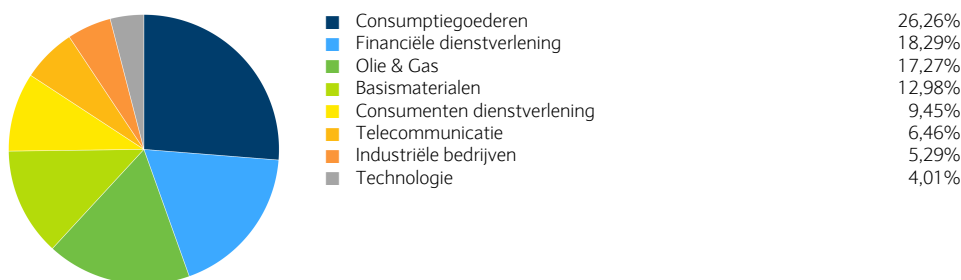 Consumptiegoederen 26,26%
Financiële dienstverlening 18,29%
Olie & Gas 17,27%
Basismaterialen 12,98%
Consumenten dienstverlening 9,45%
Telecommunicatie 6,46%
Industriële bedrijven 5,29%
Technologie 4,01%